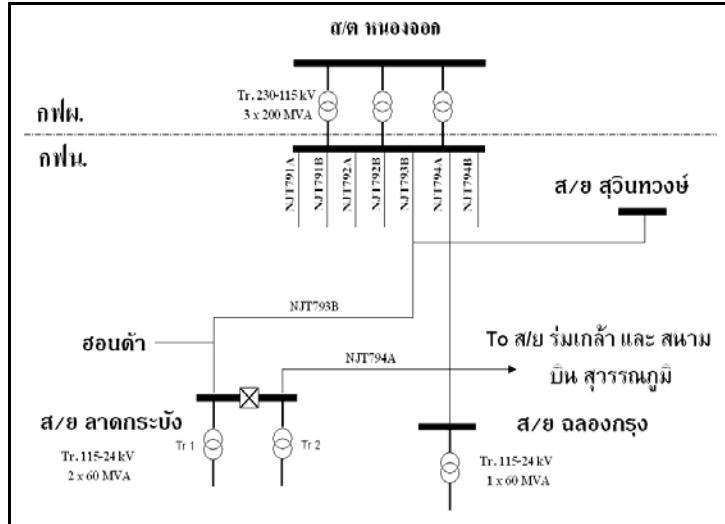 ส/ต หนองจอก
Tr. 230-115 kV
3 x 200 MVA
กฟผ.
กฟน.
NJT791A
NJT791B
NJT792A
NJT792B
NJT793B
NJT794A
NJT794B
ส/ย สุวินทวงษ์
NJT793B
ฮอนด้า
NJT794A
To ส/ย ร่มเกล้า และ สนาม
บิน สุวรรณภูมิ
ส/ย ลาดกระบัง
Tr 1
Tr 2
Tr. 115-24 kV
2 x 60 MVA
ส/ย ฉลองกรุง
Tr. 115-24 kV
1 x 60 MVA